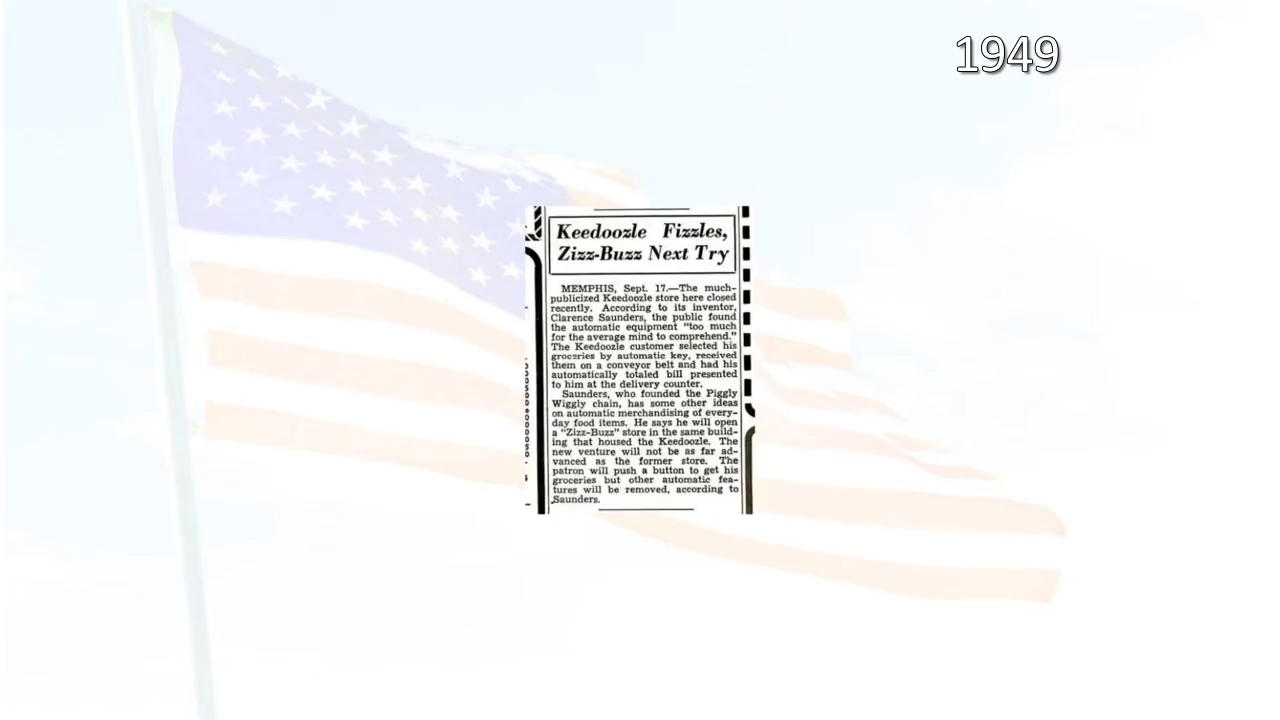 1949
Keedoozle Fizzles,
Zizz-Buzz Next Try
MEMPHIS, Sept. 17.—The much-
publicized Keedoozle store here closed
recently. According to its inventor,
Clarence Saunders, the public found
the automatic equipment "too much
for the average mind to comprehend."
The Keedoozle customer selected his
groceries by automatic key, received
them on a conveyor belt and had his
automatically totaled bill presented
to him at the delivery counter.
Saunders, who founded the Piggly
Wiggly chain, has some other ideas
on automatic merchandising of every-
day food items. He says he will open
a "Zizz-Buzz" store in the same build-
ing that housed the Keedoozle. The
new venture will not be as far ad-
vanced as the former store. The
patron will push a button to get his
groceries but other automatic fea-
tures will be removed, according to
Saunders.